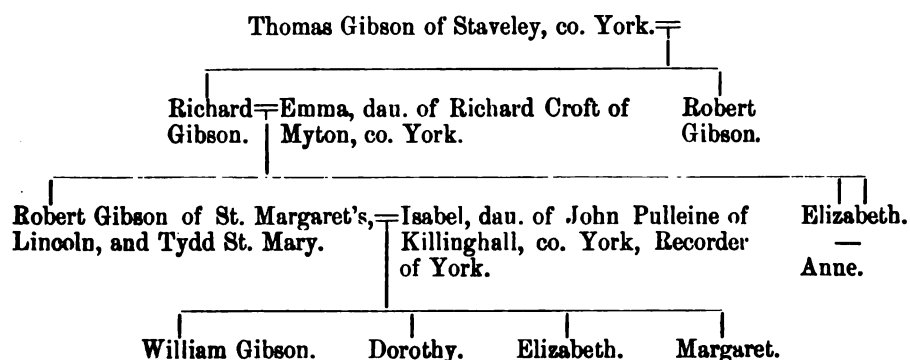 Thomas Gibson of Staveley, co. York.
Richard Gibson.
Emma, dau. of Richard Croft of
Myton, co. York.
Robert
Gibson.
Robert Gibson of St. Margaret's,
Lincoln, and Tydd St. Mary.
Isabel, dau. of John Pulleine of
Killinghall, co. York, Recorder
of York.
Elizabeth.
—
Anne.
William Gibson. Dorothy. Elizabeth. Margaret.